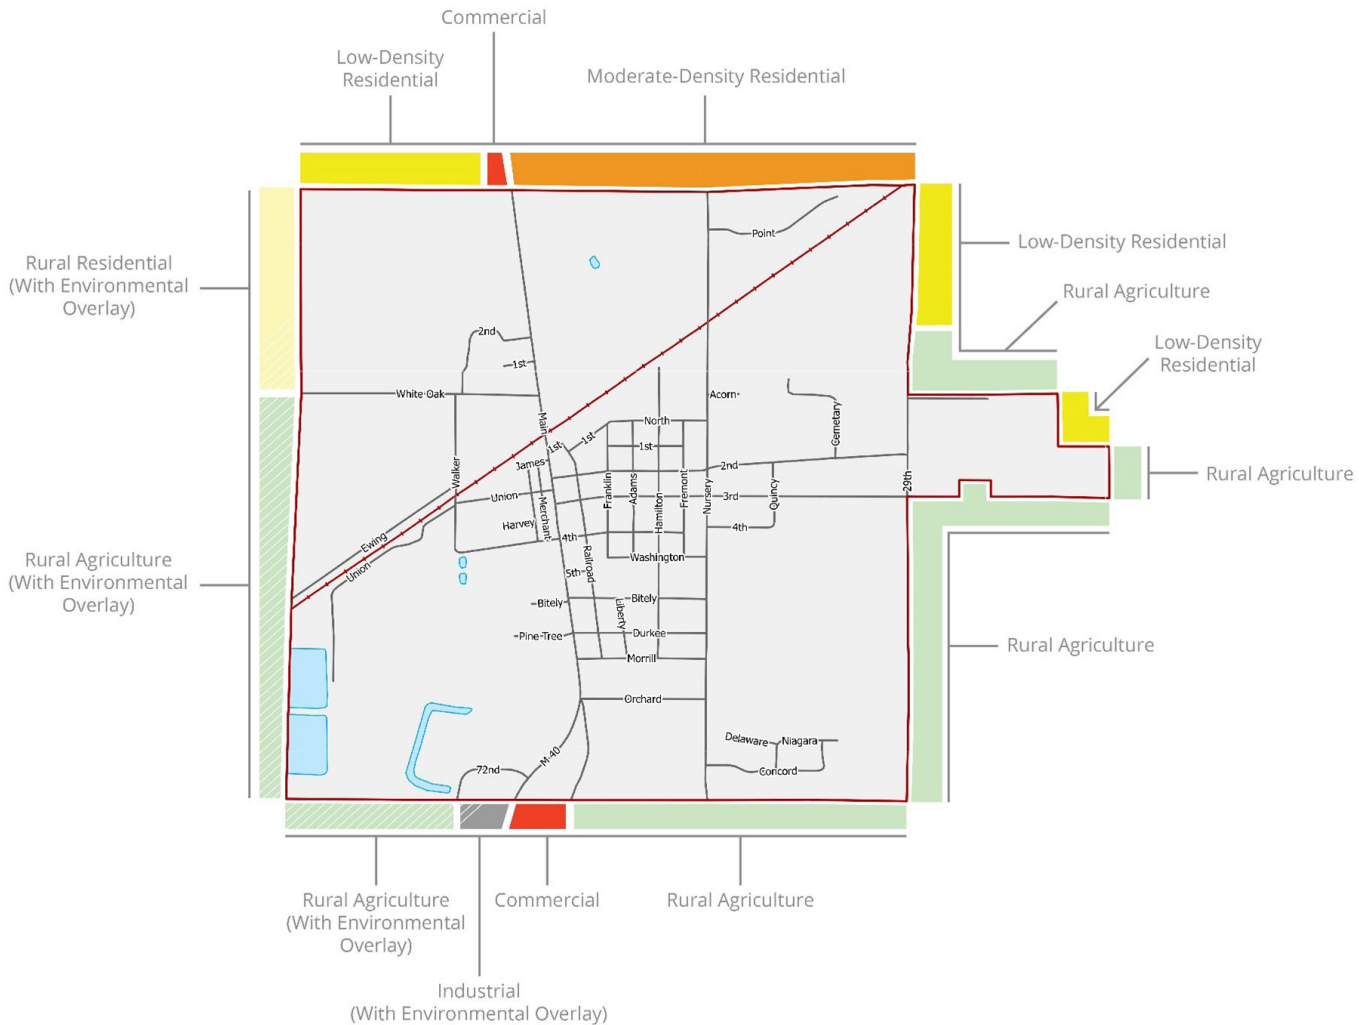 Commercial
Low-Density
Residential
Moderate-Density Residential
Low-Density Residential
Rural Agriculture
Low-Density
Residential
Rural Agriculture
Rural Agriculture
Rural Residential
(With Environmental
Overlay)
Rural Agriculture
(With Environmental
Overlay)
Point
2nd
1st
White Oak
Main
Acorn
North
1st
1st
1st
Cemetary
James
2nd
Walker
Franklin
Adams
Hamilton
Fremont
Nursery
Quincy
29th
Union
Merchant
3rd
Harvey
4th
4th
Ewing
Union
Railroad
Washington
5th
Bitely
Bitely
Liberty
Pine Tree
Durkee
Morrill
Orchard
M-40
Delaware
Niagara
72nd
Concord
Rural Agriculture
(With Environmental
Overlay)
Commercial
Rural Agriculture
Industrial
(With Environmental Overlay)